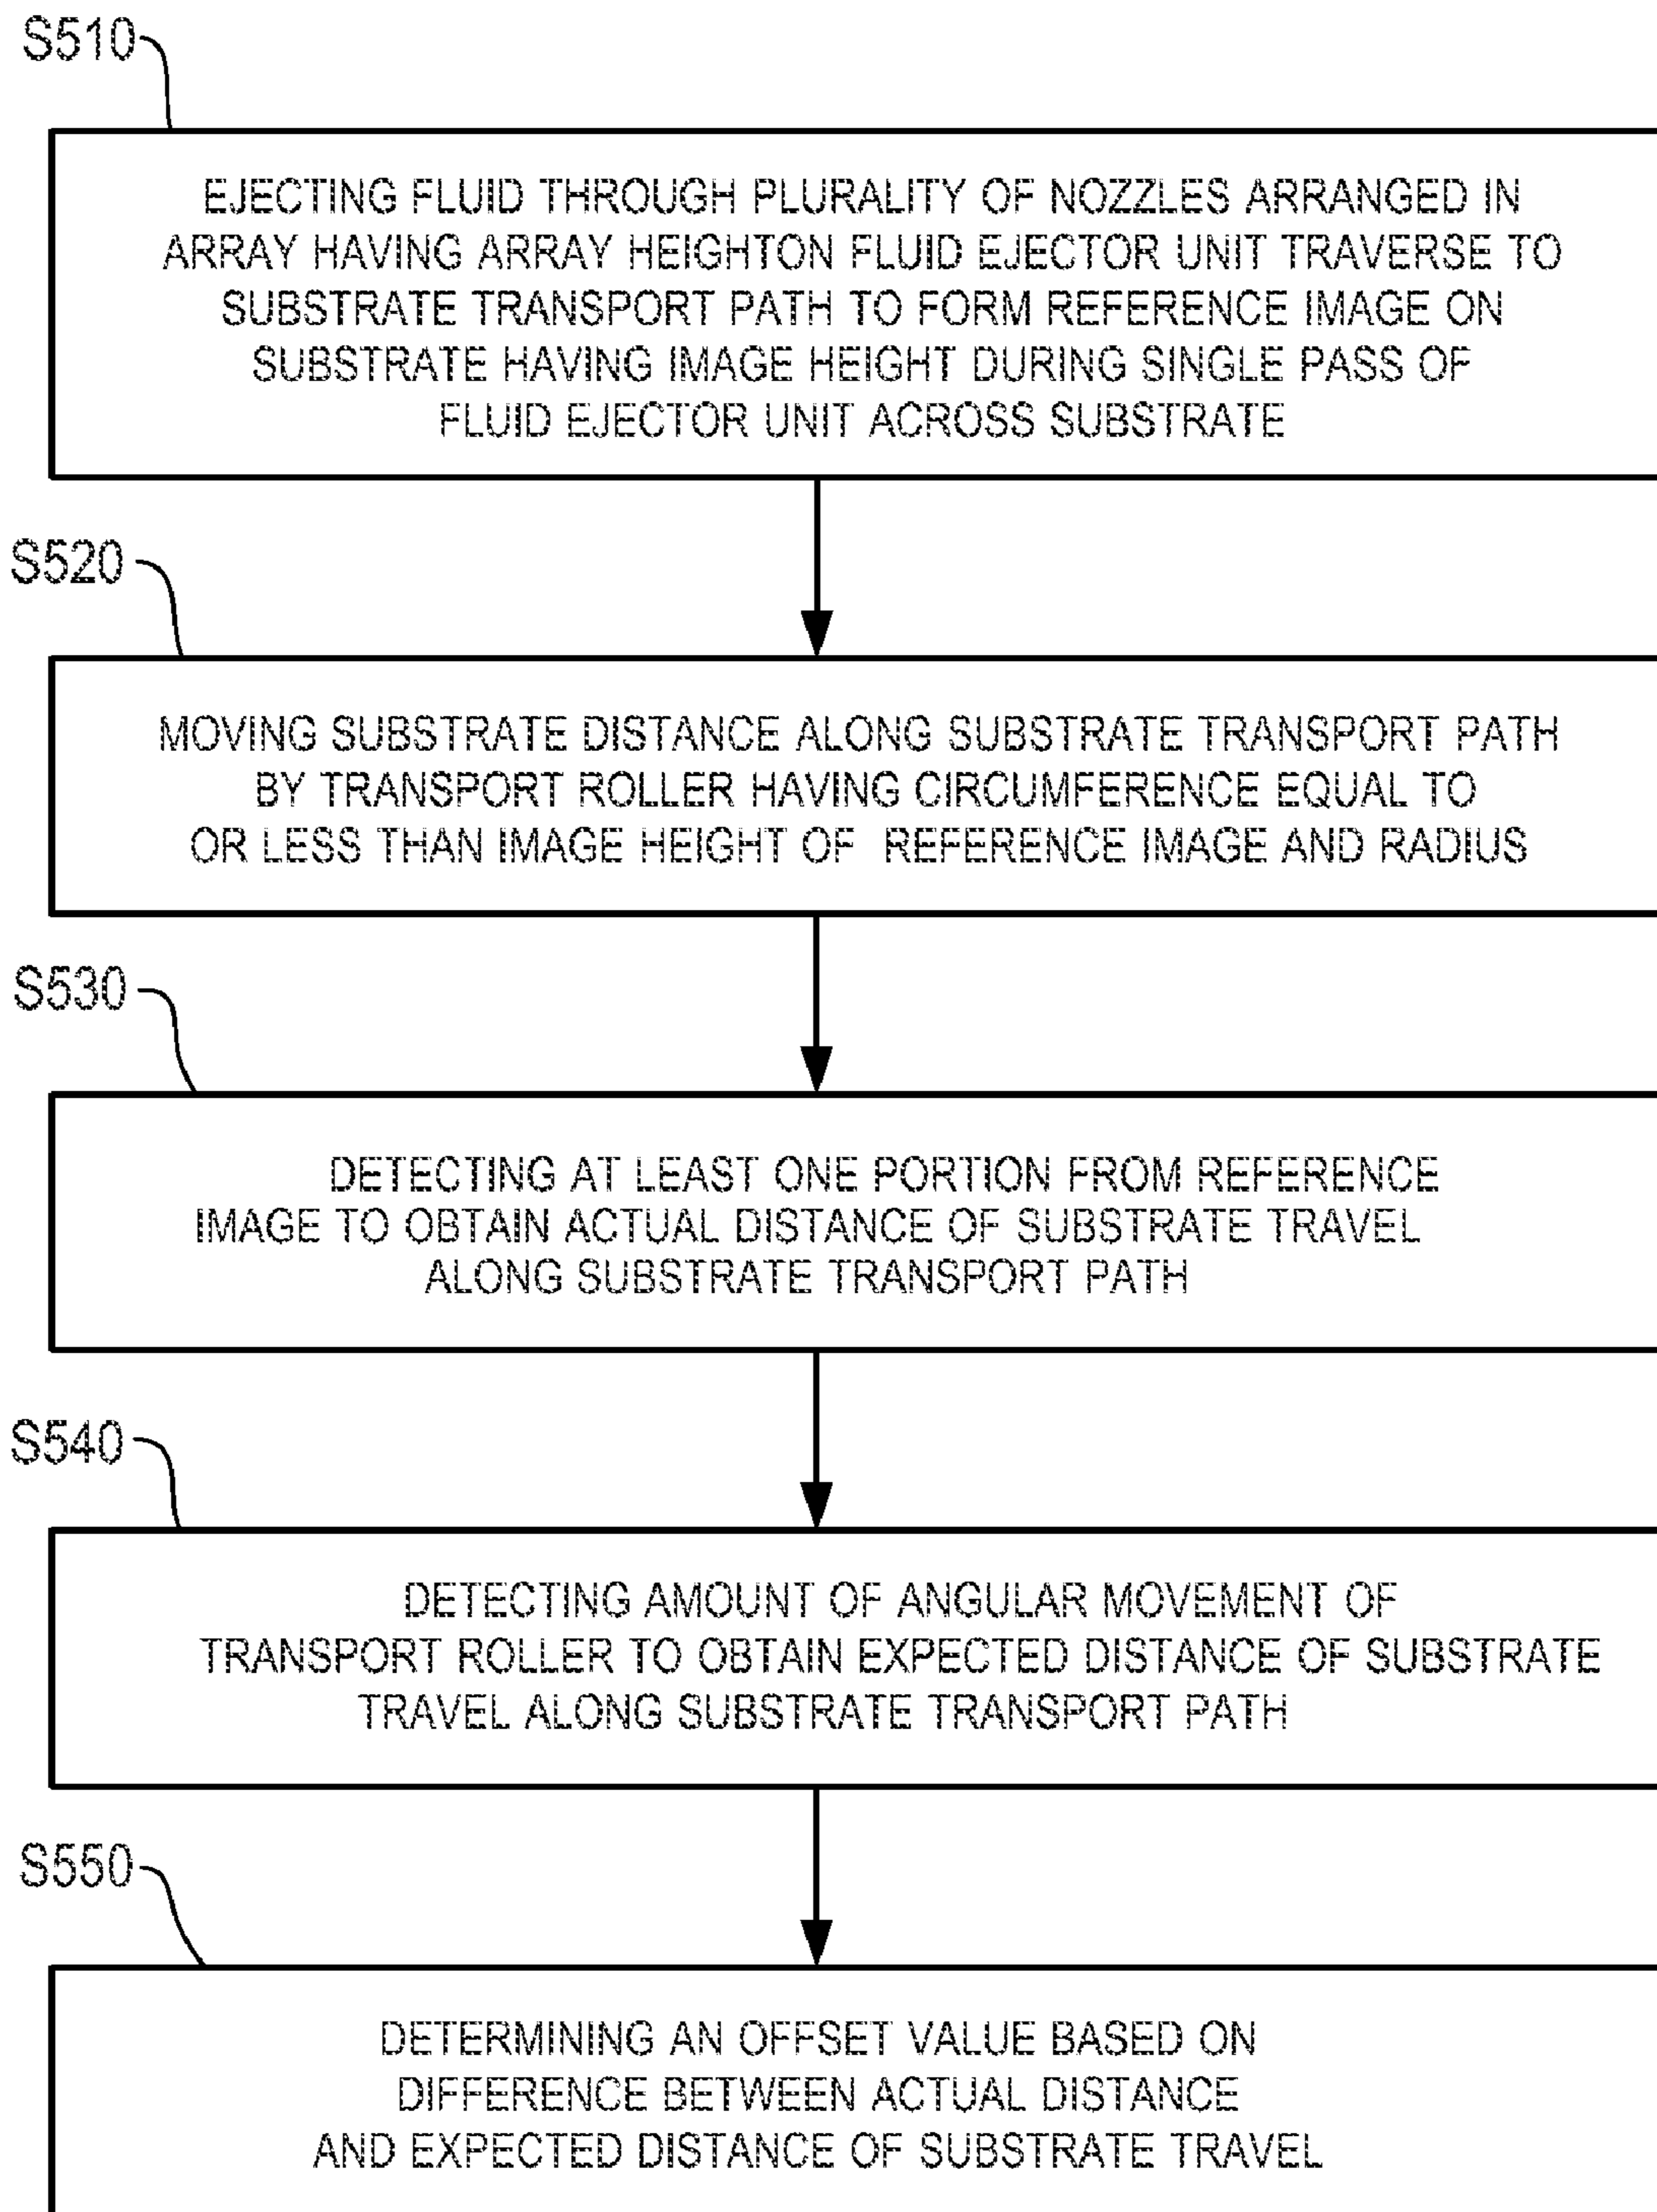 S510
EJECTING FLUID THROUGH PLURALITY OF NOZZLES ARRANGED IN
ARRAY HAVING ARRAY HEIGHTON FLUID EJECTOR UNIT TRAVERSE TO
SUBSTRATE TRANSPORT PATH TO FORM REFERENCE IMAGE ON
SUBSTRATE HAVING IMAGE HEIGHT DURING SINGLE PASS OF
FLUID EJECTOR UNIT ACROSS SUBSTRATE
S520
MOVING SUBSTRATE DISTANCE ALONG SUBSTRATE TRANSPORT PATH
BY TRANSPORT ROLLER HAVING CIRCUMFERENCE EQUAL TO
OR LESS THAN IMAGE HEIGHT OF REFERENCE IMAGE AND RADIUS
S530
DETECTING AT LEAST ONE PORTION FROM REFERENCE
IMAGE TO OBTAIN ACTUAL DISTANCE OF SUBSTRATE TRAVEL
ALONG SUBSTRATE TRANSPORT PATH
S540
DETECTING AMOUNT OF ANGULAR MOVEMENT OF
TRANSPORT ROLLER TO OBTAIN EXPECTED DISTANCE OF SUBSTRATE
TRAVEL ALONG SUBSTRATE TRANSPORT PATH
S550
DETERMINING AN OFFSET VALUE BASED ON
DIFFERENCE BETWEEN ACTUAL DISTANCE
AND EXPECTED DISTANCE OF SUBSTRATE TRAVEL